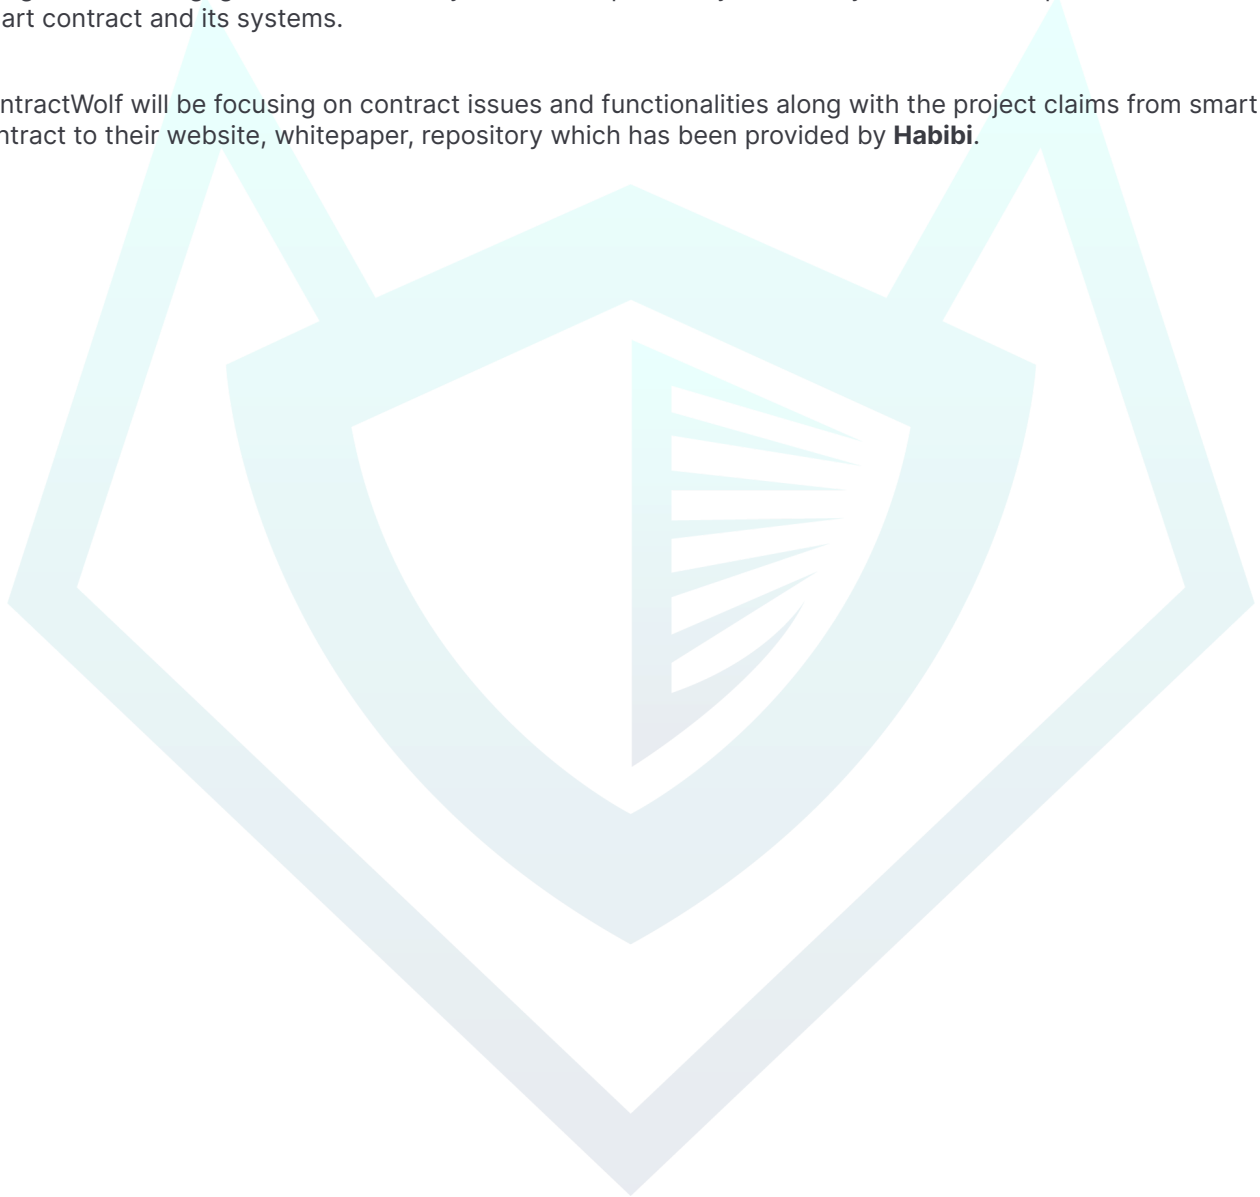 art contract and its systems.
ntractWolf will be focusing on contract issues and functionalities along with the project claims from smart
ntract to their website, whitepaper, repository which has been provided by Habibi.